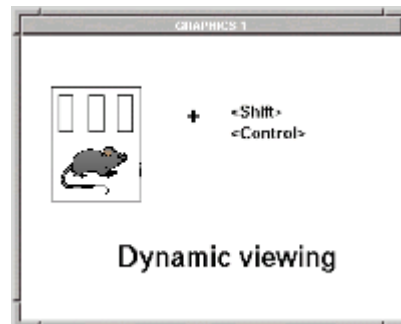 GRAPHICS 1
+ <Shift>
<Control>
Dynamic viewing